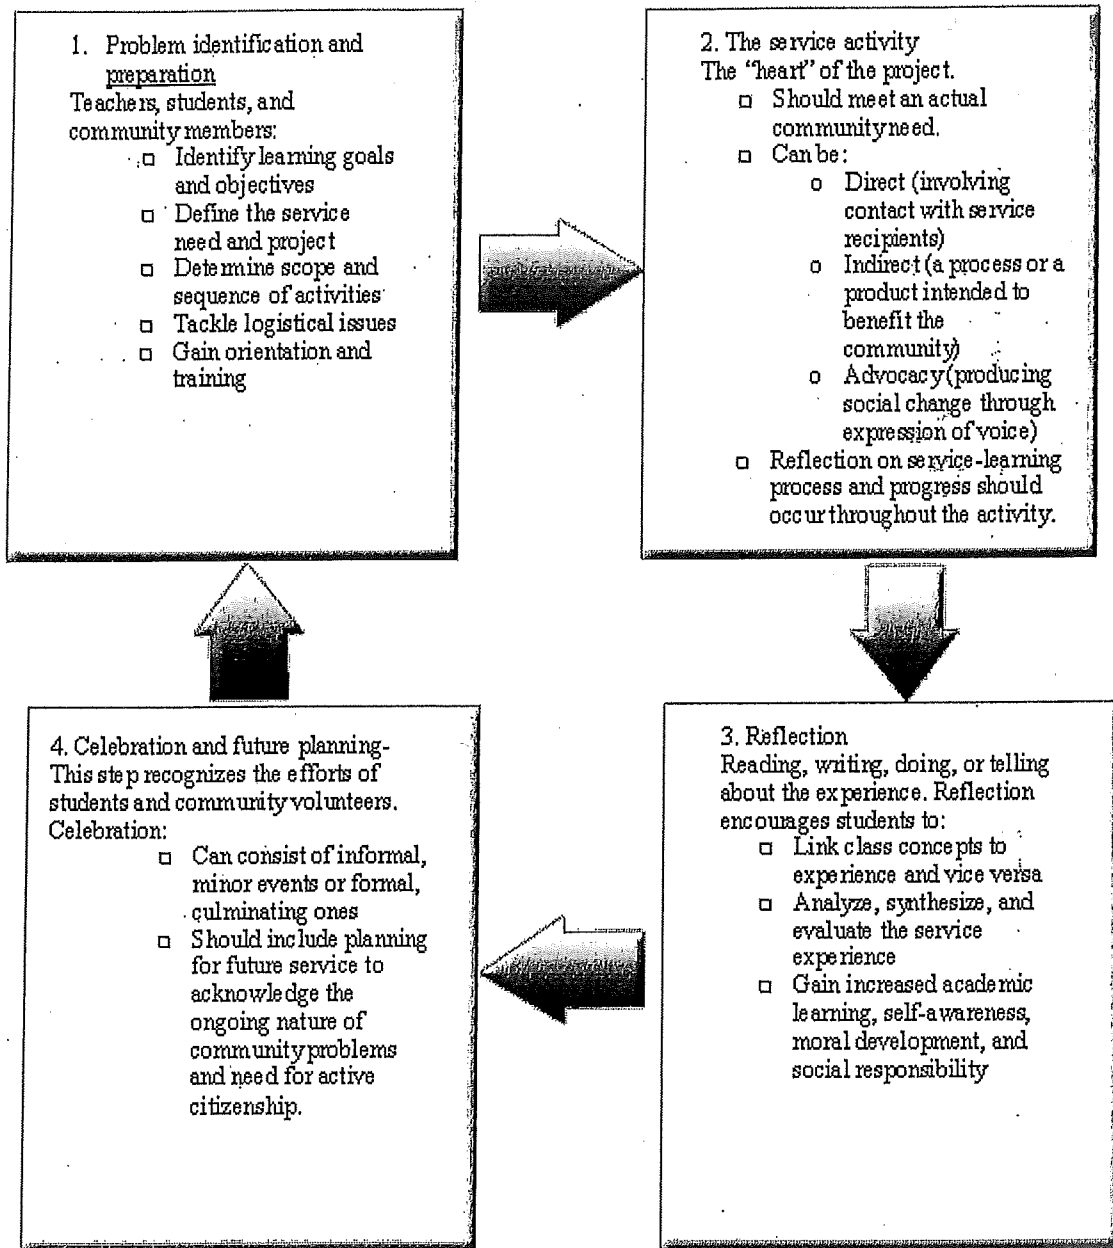 1. Problem identification and
preparation
Teachers, students, and
community members:
Identify learning goals
and objectives
Define the service
need and project
Determine scope and
sequence of activities
Tackle logistical issues
Gain orientation and
training
2. The service activity
The "heart" of the project.
Should meet an actual
community need.
Can be:
Direct (involving
contact with service
recipients)
Indirect (a process or a
product intended to
benefit the
community)
Advocacy (producing
social change through
expression of voice)
Reflection on service-learning
process and progress should
occur throughout the activity.
3. Reflection
Reading, writing, doing, or telling
about the experience. Reflection
encourages students to:
Link class concepts to
experience and vice versa
Analyze, synthesize, and
evaluate the service
experience
Gain increased academic
learning, self-awareness,
moral development, and
social responsibility
4. Celebration and future planning-
This step recognizes the efforts of
students and community volunteers.
Celebration:
Can consist of informal,
minor events or formal,
culminating ones
Should include planning
for future service to
acknowledge the
ongoing nature of
community problems
and need for active
citizenship.